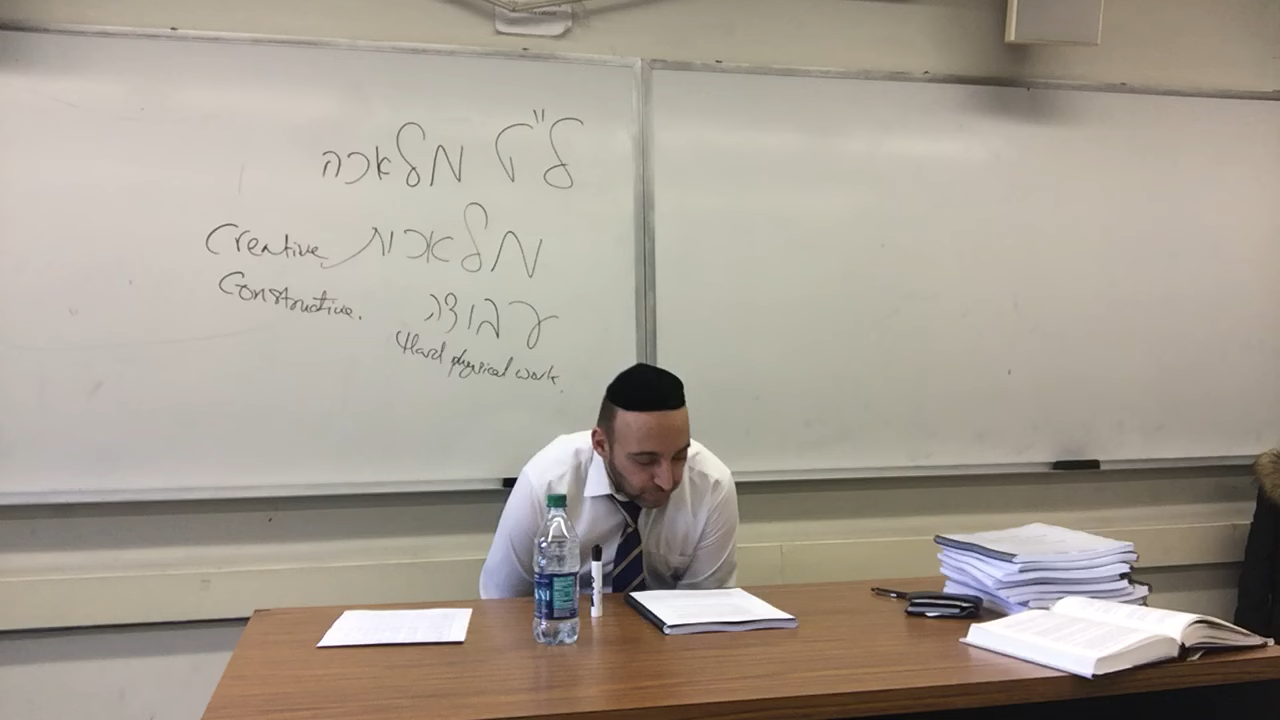 ל"ט מלאכה
מלאכות Creative
Constructive.
עבודה
Hard physical work.